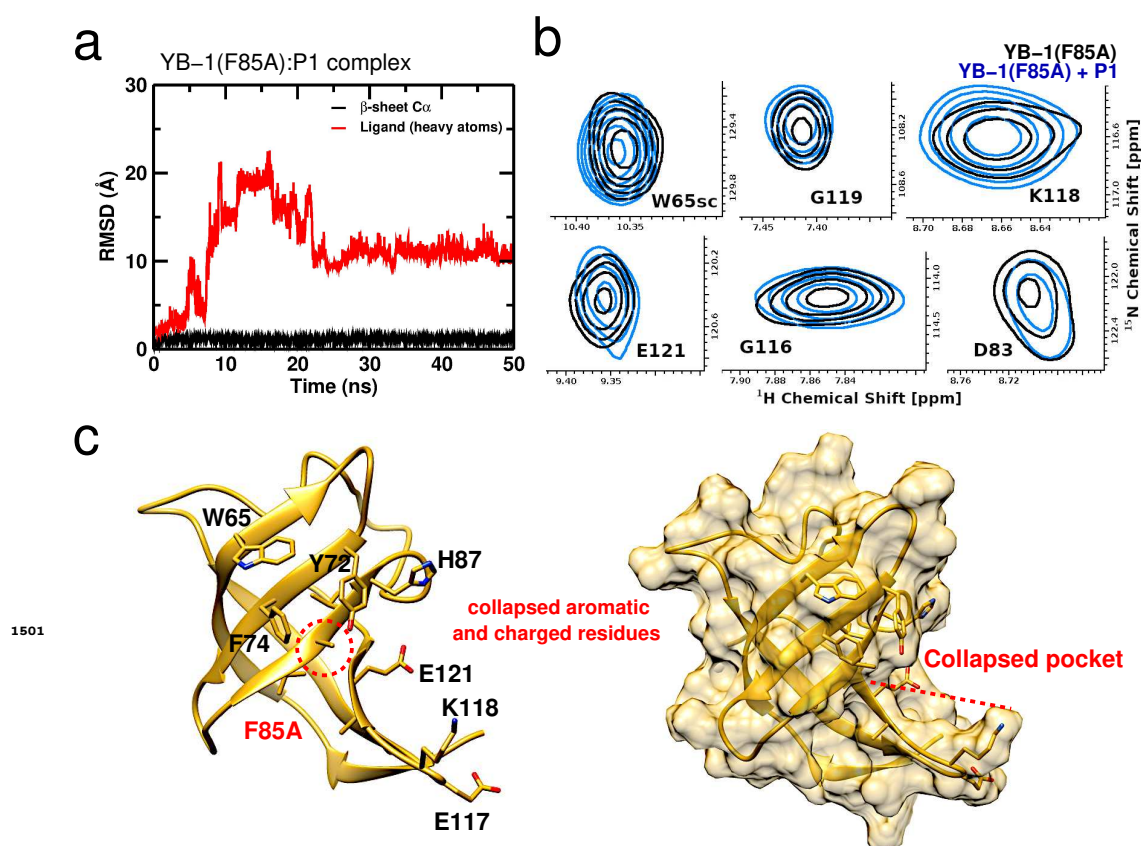 a
YB−1(F85A):P1 complex
30
20
10
0
RMSD (Å)
β-sheet Cα
Ligand (heavy atoms)
0 10 20 30 40 50
Time (ns)
b
YB−1(F85A)
YB−1(F85A) + P1
W65sc
10.40 10.35
129.4
129.8
G119
7.45 7.40
108.2
108.6
K118
8.70 8.68 8.66 8.64
116.6
117.0
E121
9.40 9.35
120.2
120.6
G116
7.90 7.88 7.86 7.84
114.0
114.5
D83
8.76 8.72
122.0
122.4
15N Chemical Shift [ppm]
1H Chemical Shift [ppm]
c
W65
Y72
H87
F74
E121
F85A
K118
E117
collapsed aromatic
and charged residues
Collapsed pocket
1501